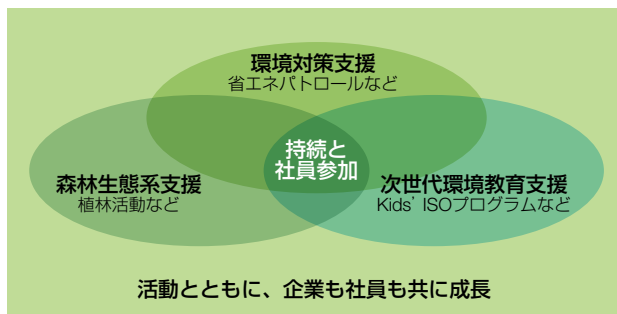 環境対策支援
省エネパトロールなど
持続と
社員参加
森林生態系支援
植林活動など
次世代環境教育支援
Kids’ ISOプログラムなど
活動とともに、企業も社員も共に成長